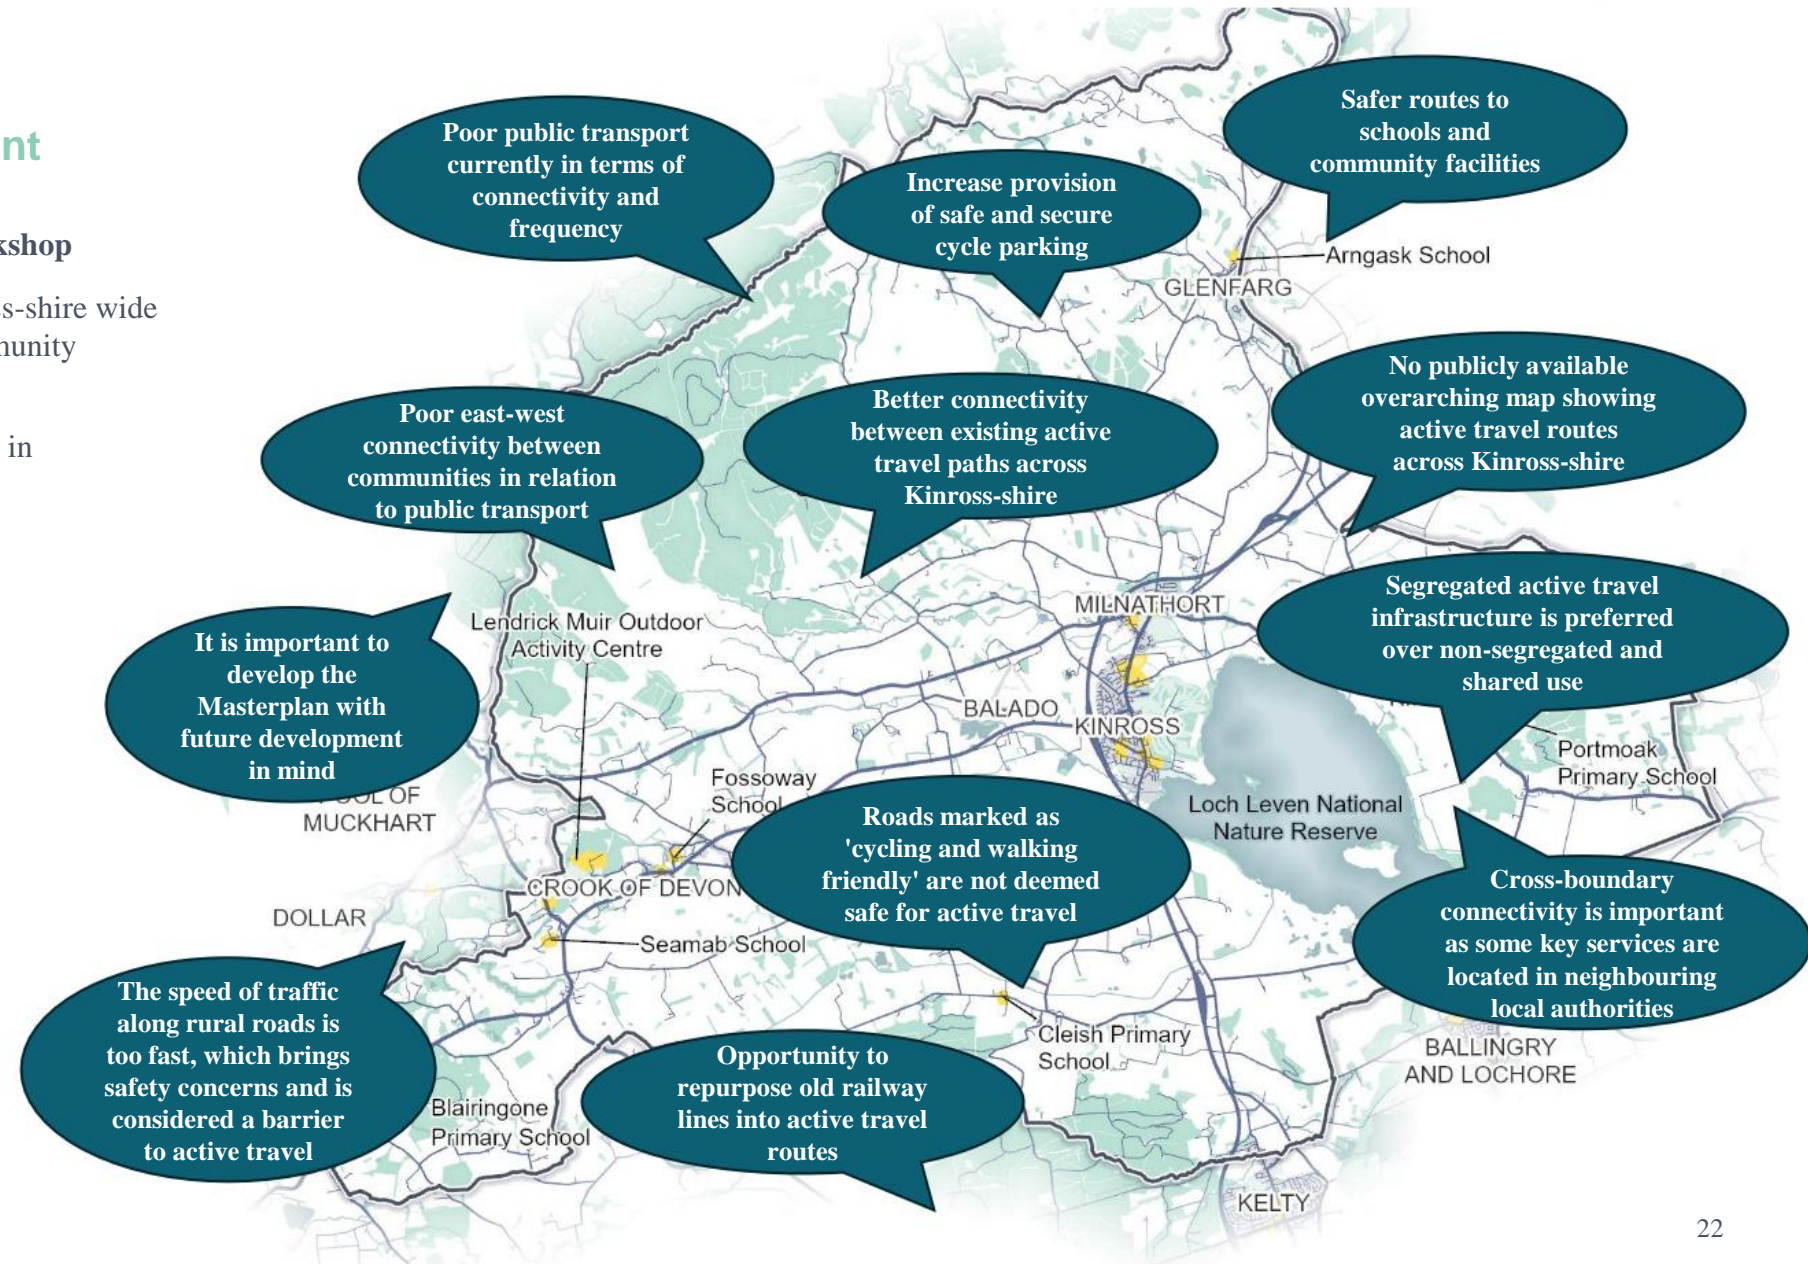 nt
kshop
s-shire wide
munity
in
Poor public transport
currently in terms of
connectivity and
frequency
Increase provision
of safe and secure
cycle parking
Safer routes to
schools and
community facilities
Arngask School
GLENFARG
Poor east-west
connectivity between
communities in relation
to public transport
Better connectivity
between existing active
travel paths across
Kinross-shire
No publicly available
overarching map showing
active travel routes
across Kinross-shire
It is important to
develop the
Masterplan with
future development
in mind
Lendrick Muir Outdoor
Activity Centre
MILNATHORT
Segregated active travel
infrastructure is preferred
over non-segregated and
shared use
BALADO
KINROSS
Portmoak
Primary School
OF
MUCKHART
Fossoway
School
Roads marked as
'cycling and walking
friendly' are not deemed
safe for active travel
Loch Leven National
Nature Reserve
CROOK OF DEVON
DOLLAR
Seamab School
Cross-boundary
connectivity is important
as some key services are
located in neighbouring
local authorities
The speed of traffic
along rural roads is
too fast, which brings
safety concerns and is
considered a barrier
to active travel
Opportunity to
repurpose old railway
lines into active travel
routes
Cleish Primary
School
BALLINGRY
AND LOCHORE
Blairingone
Primary School
KELTY
22